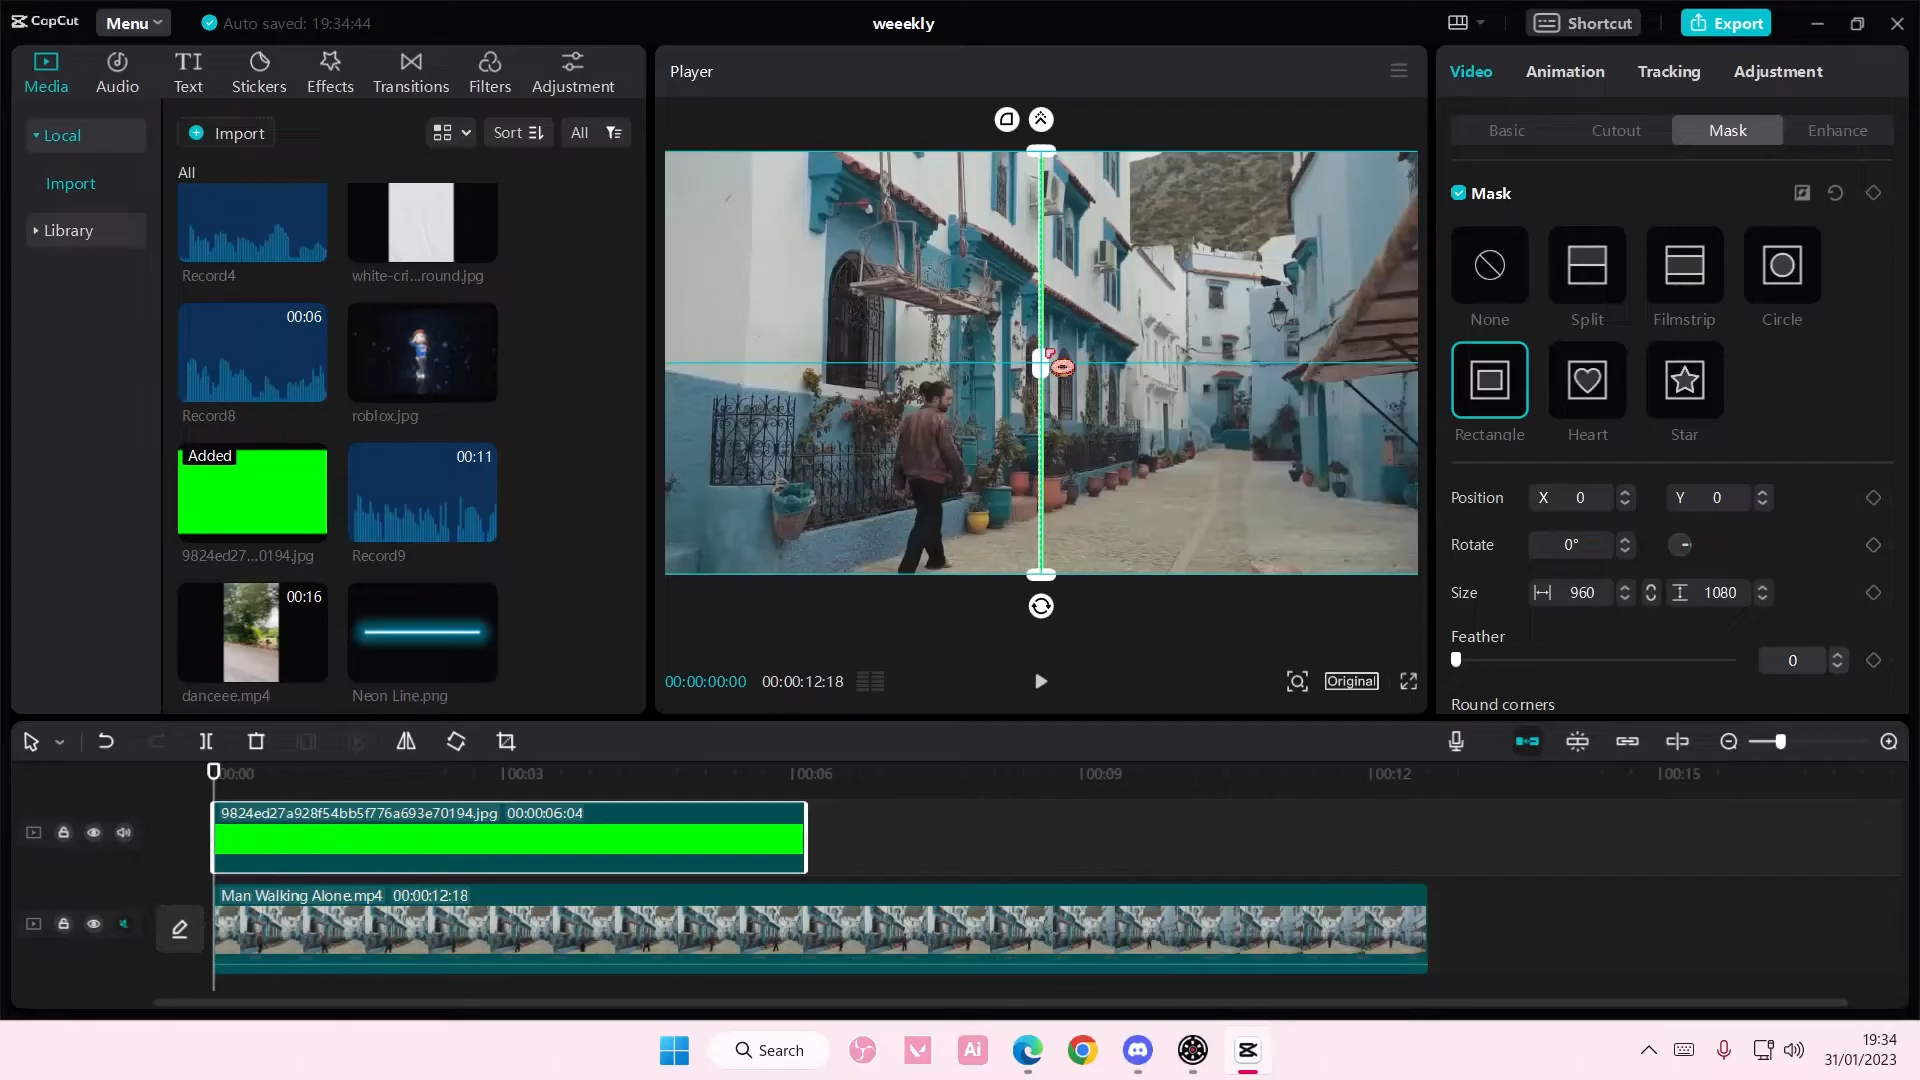 CapCut
Menu
Auto saved: 19:34:44
weeekly
Shortcut
Export
Media
Audio
TI
Text
Stickers
Effects
Transitions
Filters
Adjustment
Local
Import
Library
Import
Sort
All
All
Record4
white-cri...round.jpg
00:06
Record8
roblox.jpg
Added
9824ed27...0194.jpg
00:11
Record9
00:16
danceee.mp4
Neon Line.png
Player
00:00:00:00
00:00:12:18
Original
Video
Animation
Tracking
Adjustment
Basic
Cutout
Mask
Enhance
Mask
None
Split
Filmstrip
Circle
Rectangle
Heart
Star
Position X 0 Y 0
Rotate 0°
Size 960 1080
Feather
0
Round corners
00:00
00:03
00:06
00:09
00:12
00:15
9824ed27a928f54bb5f776a693e70194.jpg 00:00:06:04
Man Walking Alone.mp4 00:00:12:18
Search
Ai
19:34
31/01/2023